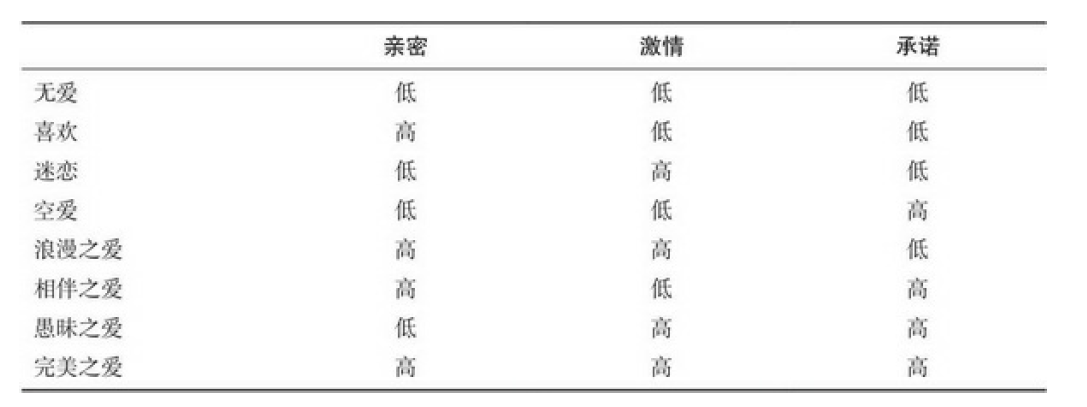 亲密 激情 承诺
无爱 低 低 低
喜欢 高 低 低
迷恋 低 高 低
空爱 低 低 高
浪漫之爱 高 高 低
相伴之爱 高 低 高
愚昧之爱 低 高 高
完美之爱 高 高 高